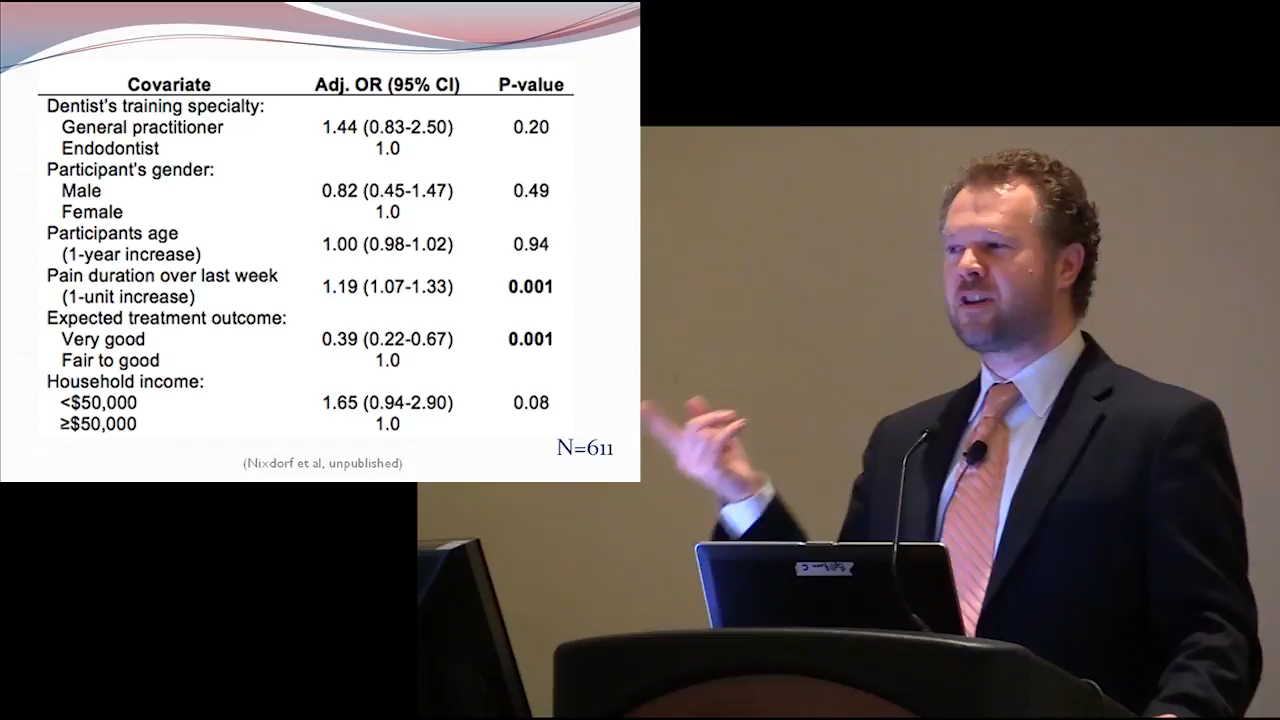 Covariate Adj. OR (95% CI) P-value
Dentist's training specialty:
General practitioner 1.44 (0.83-2.50) 0.20
Endodontist 1.0
Participant's gender:
Male 0.82 (0.45-1.47) 0.49
Female 1.0
Participants age
(1-year increase) 1.00 (0.98-1.02) 0.94
Pain duration over last week
(1-unit increase) 1.19 (1.07-1.33) 0.001
Expected treatment outcome:
Very good 0.39 (0.22-0.67) 0.001
Fair to good 1.0
Household income:
<$50,000 1.65 (0.94-2.90) 0.08
≥$50,000 1.0
N=611
(Nixdorf et al, unpublished)